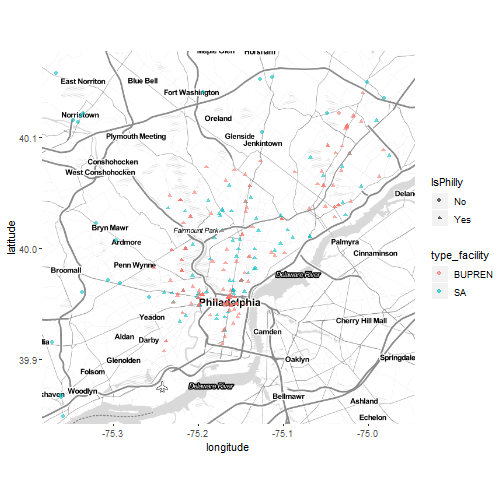 Maple Glen
Horsham
East Norriton
Blue Bell
Fort Washington
Norristown
Oreland
Plymouth Meeting
Glenside
Jenkintown
Conshohocken
West Conshohocken
Delan
Bryn Mawr
Fairmount Park
Ardmore
Palmyra
Cinnaminson
Broomall
Penn Wynne
Delaware River
Philadelphia
Yeadon
Cherry Hill Mall
Camden
Aldan
Darby
dia
Glenolden
Oaklyn
Springdale
Folsom
Woodlyn
Delaware River
khaven
Bellmawr
Ashland
Echelon
40.1
40.0
39.9
latitude
-75.3
-75.2
-75.1
-75.0
longitude
IsPhilly
No
Yes
type_facility
BUPREN
SA